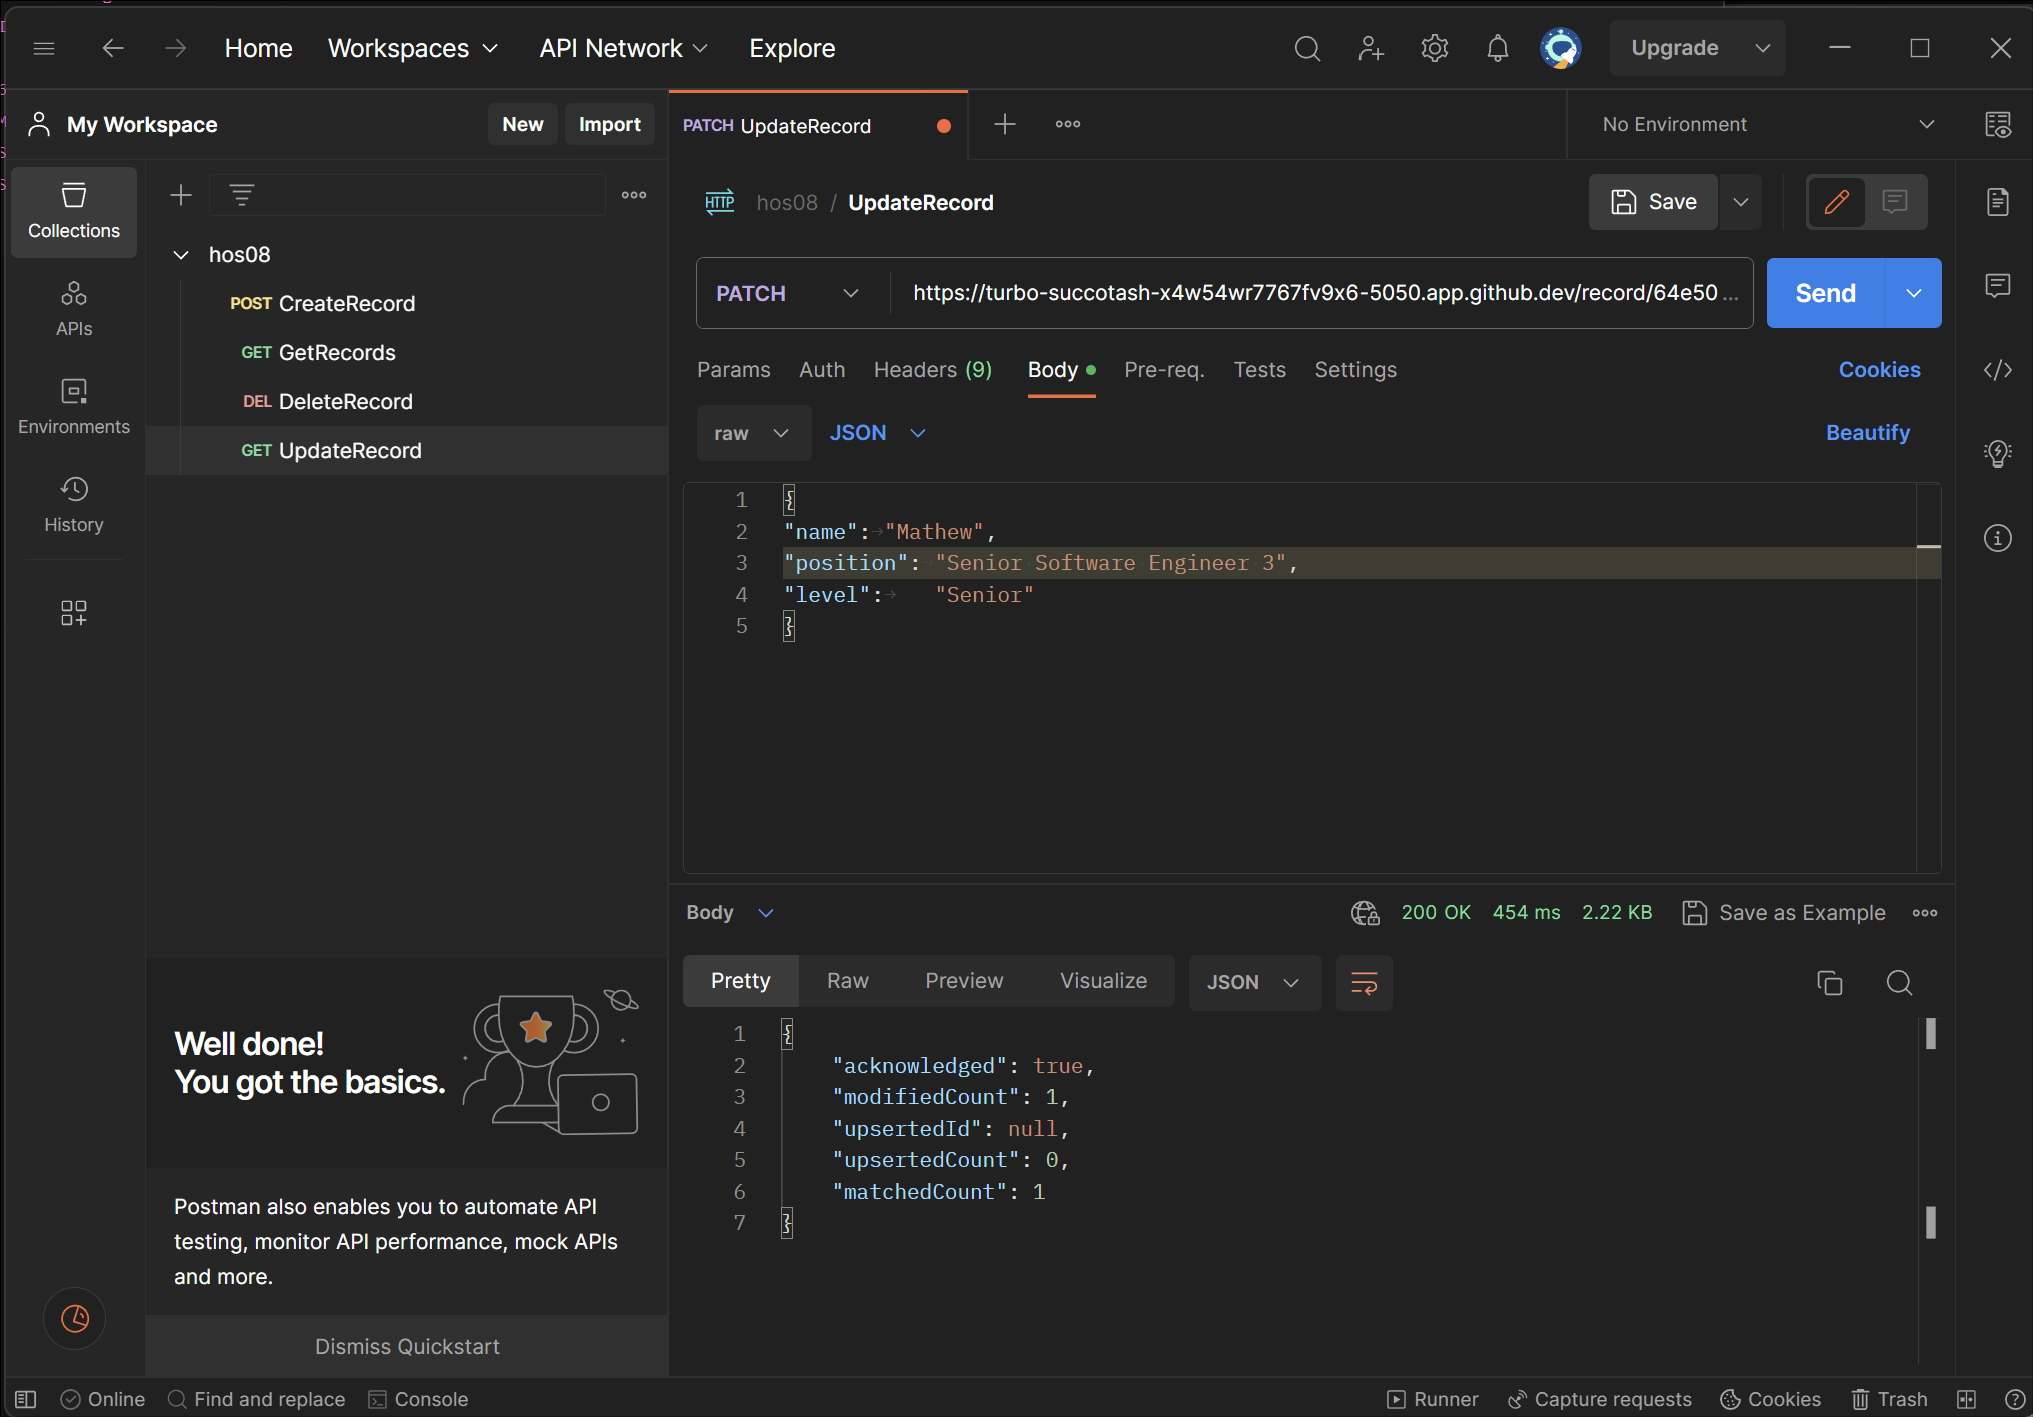 Home Workspaces API Network Explore Upgrade
My Workspace New Import PATCH UpdateRecord No Environment
Collections
APIs
Environments
History
hos08
POST CreateRecord
GET GetRecords
DEL DeleteRecord
GET UpdateRecord
Well done!
You got the basics.
Postman also enables you to automate API
testing, monitor API performance, mock APIs
and more.
Dismiss Quickstart
HTTP hos08 / UpdateRecord Save
PATCH https://turbo-succotash-x4w54wr7767fv9x6-5050.app.github.dev/record/64e50 ... Send
Params Auth Headers (9) Body Pre-req. Tests Settings Cookies
raw JSON Beautify
1 {
2 "name": "Mathew",
3 "position": "Senior Software Engineer 3",
4 "level": "Senior"
5 }
Body 200 OK 454 ms 2.22 KB Save as Example
Pretty Raw Preview Visualize JSON
1 {
2 "acknowledged": true,
3 "modifiedCount": 1,
4 "upsertedId": null,
5 "upsertedCount": 0,
6 "matchedCount": 1
7 }
Online Find and replace Console Runner Capture requests Cookies Trash